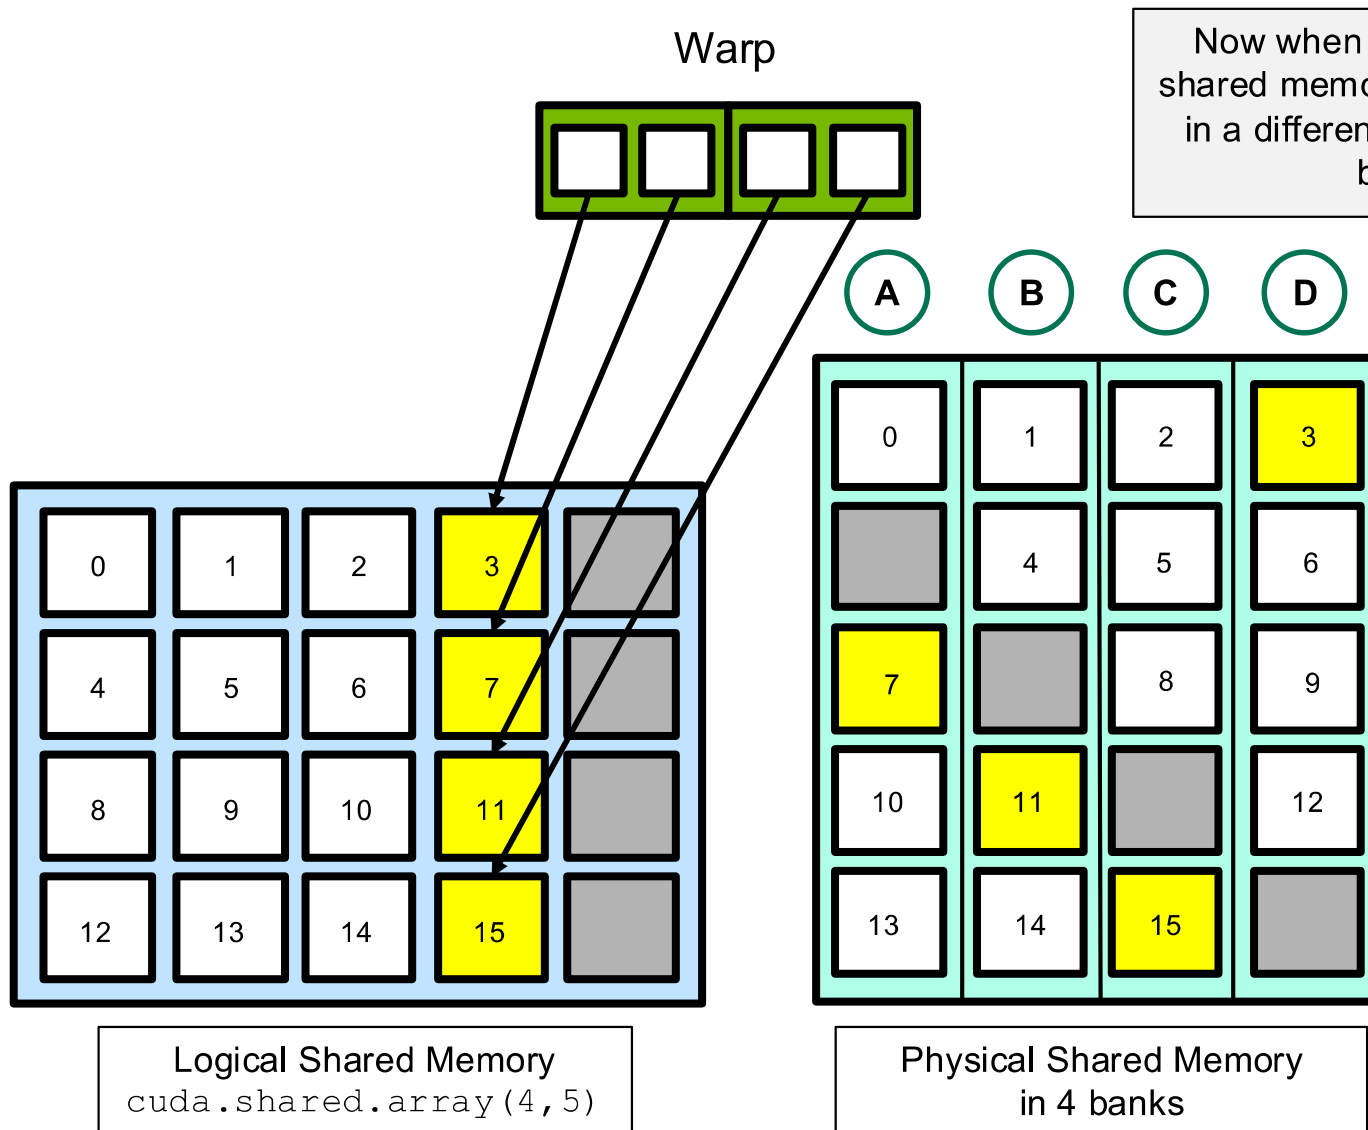 Warp
Now when
shared memo
in a differen
b
A B C D
0 1 2 3
4 5 6
7 8 9
10 11 12
13 14 15
0 1 2 3
4 5 6 7
8 9 10 11
12 13 14 15
Logical Shared Memory
cuda.shared.array(4,5)
Physical Shared Memory
in 4 banks